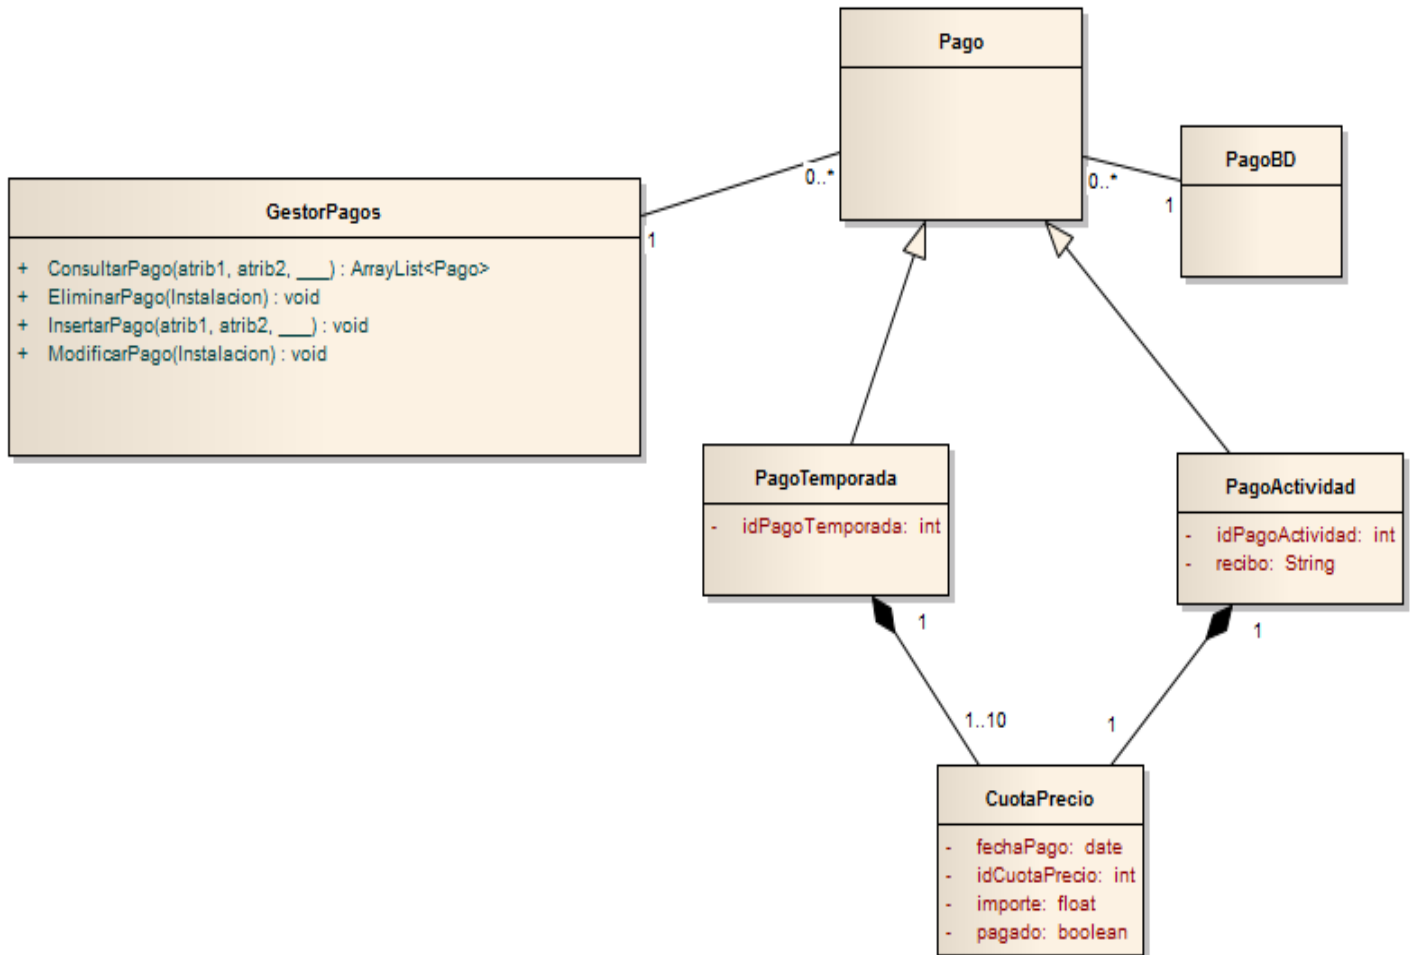 Pago
PagoBD
0..*
0..*
1
GestorPagos
1
+ ConsultarPago(atrib1, atrib2, ___) : ArrayList<Pago>
+ EliminarPago(Instalacion) : void
+ InsertarPago(atrib1, atrib2, ___) : void
+ ModificarPago(Instalacion) : void
PagoTemporada
- idPagoTemporada: int
PagoActividad
- idPagoActividad: int
- recibo: String
1
1
1..10
1
CuotaPrecio
- fechaPago: date
- idCuotaPrecio: int
- importe: float
- pagado: boolean